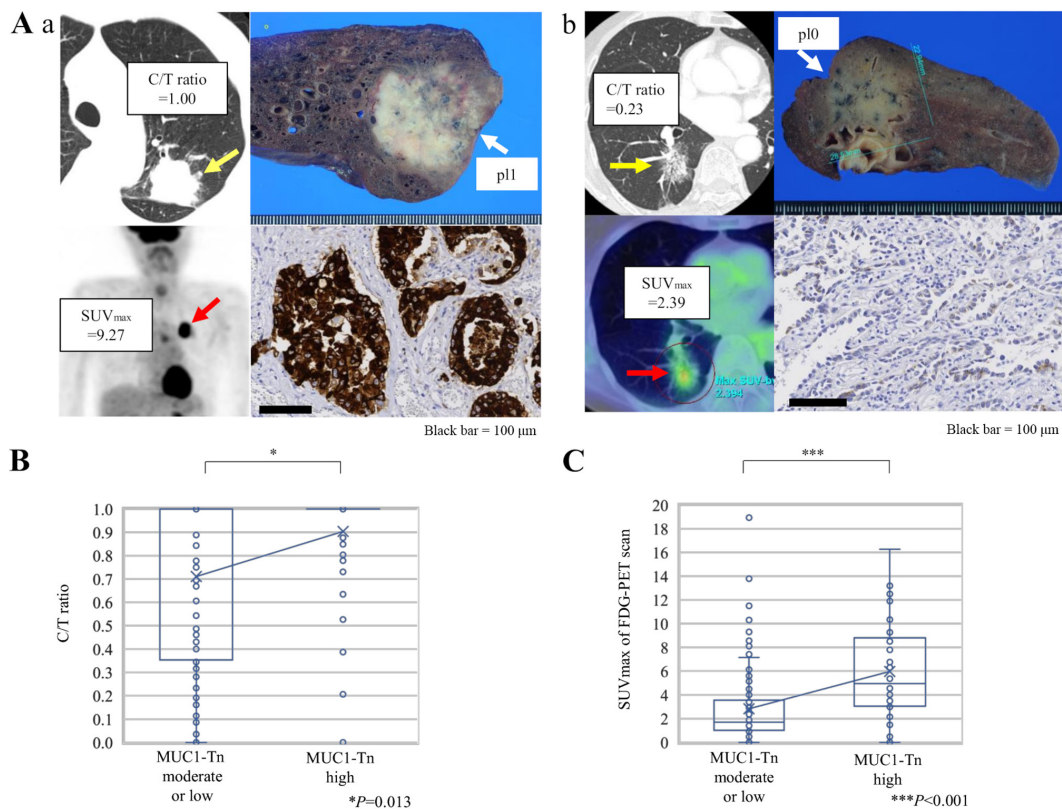 A a
C/T ratio
=1.00
pl1
SUVmax
=9.27
Black bar = 100 μm
b
C/T ratio
=0.23
pl0
SUVmax
=2.39
Max SUV-b
2.394
Black bar = 100 μm
B
*
C/T ratio
1.0
0.9
0.8
0.7
0.6
0.5
0.4
0.3
0.2
0.1
0.0
MUC1-Tn
moderate
or low
MUC1-Tn
high
*P=0.013
C
***
SUVmax of FDG-PET scan
20
18
16
14
12
10
8
6
4
2
0
MUC1-Tn
moderate
or low
MUC1-Tn
high
***P<0.001